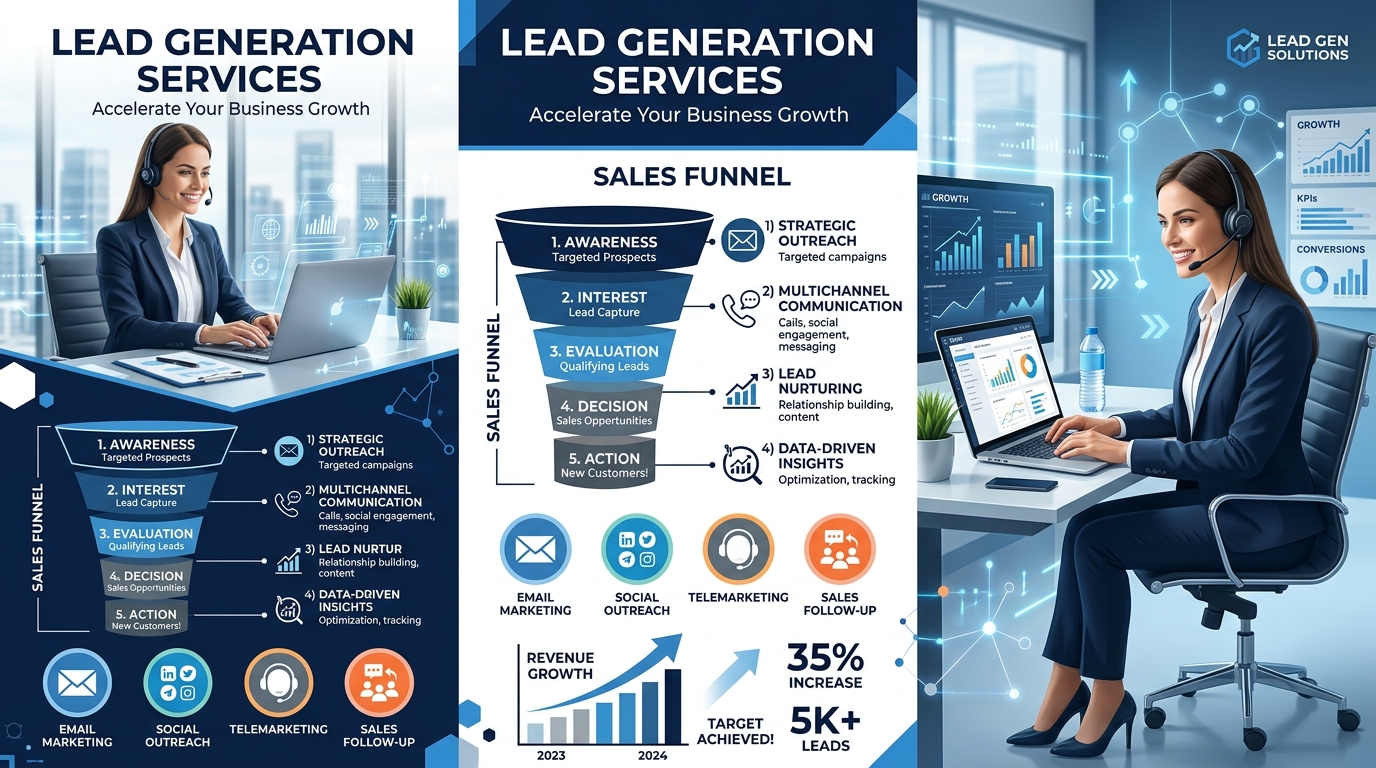 LEAD GENERATION
SERVICES
Accelerate Your Business Growth
SALES FUNNEL
1. AWARENESS
Targeted Prospects
2. INTEREST
Lead Capture
3. EVALUATION
Qualifying Leads
4. DECISION
Sales Opportunities
5. ACTION
New Customers!
1) STRATEGIC
OUTREACH
Targeted campaigns
2) MULTICHANNEL
COMMUNICATION
Calls, social engagement,
messaging
3) LEAD NURTUR
Relationship building,
content
4) DATA-DRIVEN
INSIGHTS
Optimization, tracking
EMAIL
MARKETING
SOCIAL
OUTREACH
TELEMARKETING
SALES
FOLLOW-UP
LEAD GENERATION
SERVICES
Accelerate Your Business Growth
SALES FUNNEL
SALES FUNNEL
1. AWARENESS
Targeted Prospects
2. INTEREST
Lead Capture
3. EVALUATION
Qualifying Leads
4. DECISION
Sales Opportunities
5. ACTION
New Customers!
1) STRATEGIC
OUTREACH
Targeted campaigns
2) MULTICHANNEL
COMMUNICATION
Calls, social
engagement,
messaging
3) LEAD
NURTURING
Relationship building,
content
4) DATA-DRIVEN
INSIGHTS
Optimization, tracking
EMAIL
MARKETING
SOCIAL
OUTREACH
TELEMARKETING
SALES
FOLLOW-UP
REVENUE
GROWTH
2023
2024
TARGET
ACHIEVED!
35%
INCREASE
5K+
LEADS
LEAD GEN
SOLUTIONS
GROWTH
KPIs
CONVERSIONS
GROWTH